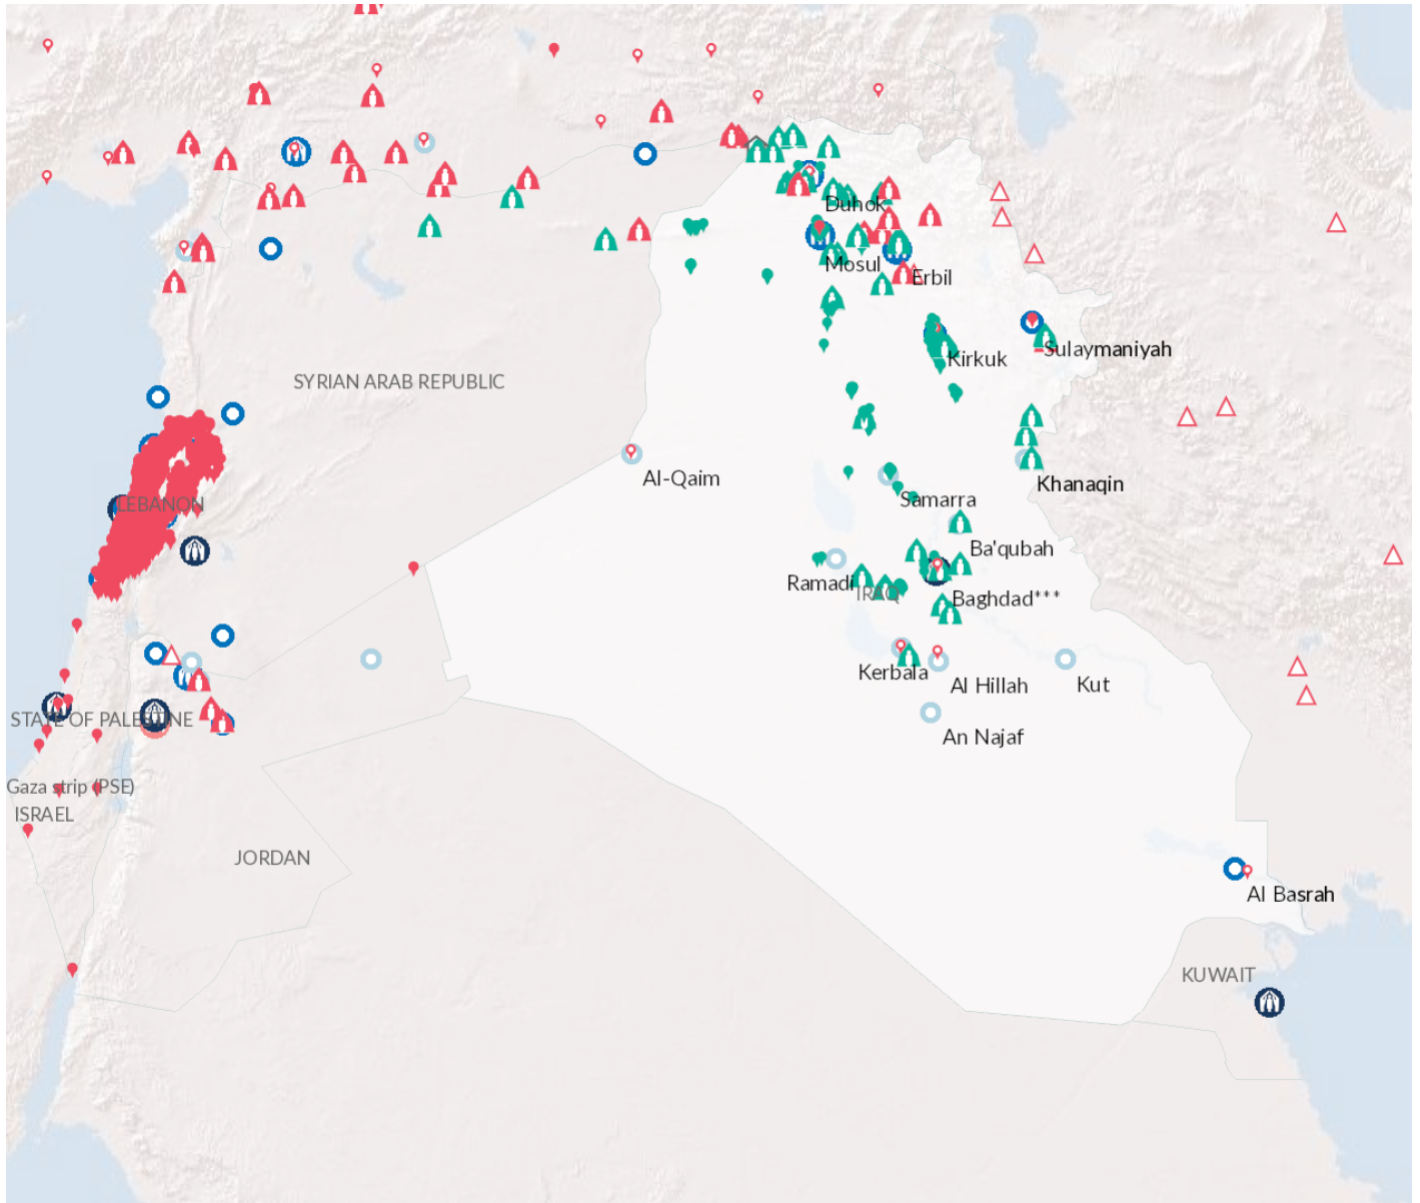 Duhok
Mosul
Erbil
Kirkuk
Sulaymaniyah
SYRIAN ARAB REPUBLIC
Al-Qaim
Khanaqin
Samarra
LEBANON
Ba'qubah
Ramadi
IRAQ
Baghdad***
Kerbala
Al Hillah
Kut
STATE OF PALESTINE
An Najaf
Gaza strip (PSE)
ISRAEL
JORDAN
Al Basrah
KUWAIT